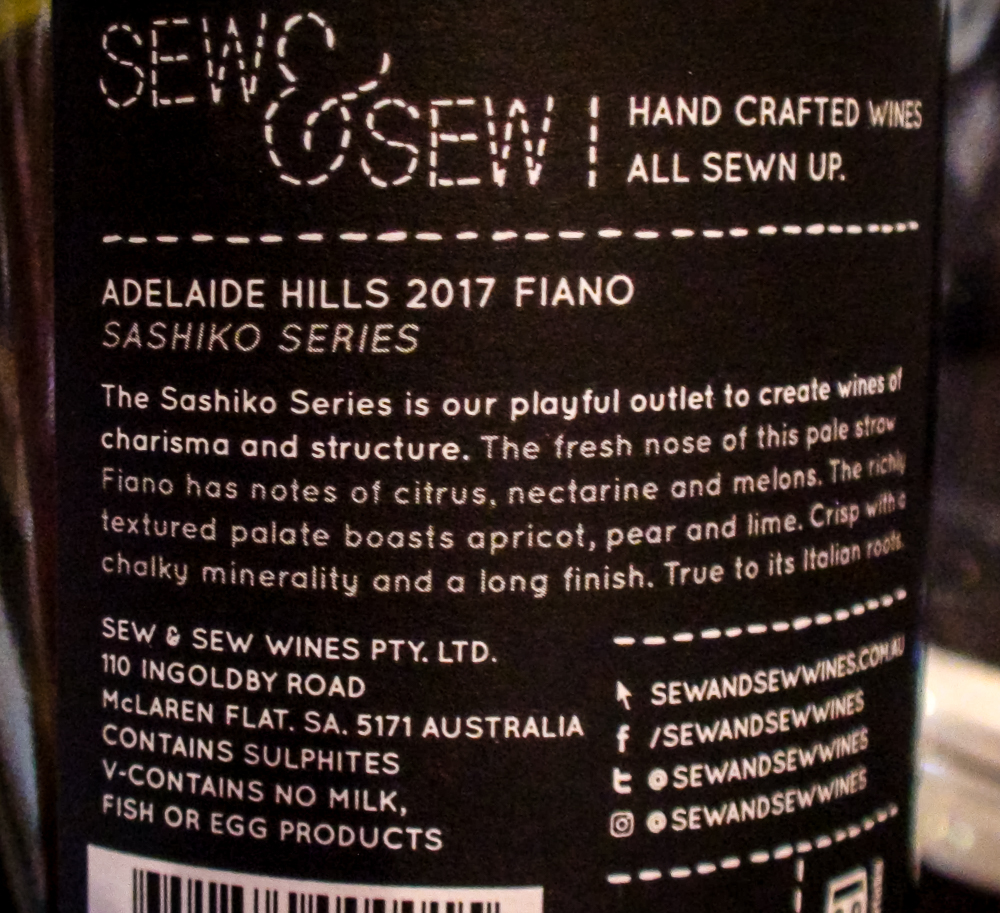 SEW & SEW
HAND CRAFTED WINES
ALL SEWN UP.
ADELAIDE HILLS 2017 FIANO
SASHIKO SERIES
The Sashiko Series is our playful outlet to create wines of
charisma and structure. The fresh nose of this pale straw
Fiano has notes of citrus, nectarine and melons. The richly
textured palate boasts apricot, pear and lime. Crisp with a
chalky minerality and a long finish. True to its Italian roots.
SEW & SEW WINES PTY. LTD.
110 INGOLDBY ROAD
McLAREN FLAT. SA. 5171 AUSTRALIA
CONTAINS SULPHITES
V-CONTAINS NO MILK,
FISH OR EGG PRODUCTS
SEWANDSEWWINES.COM.AU
/SEWANDSEWWINES
@SEWANDSEWWINES
@SEWANDSEWWINES